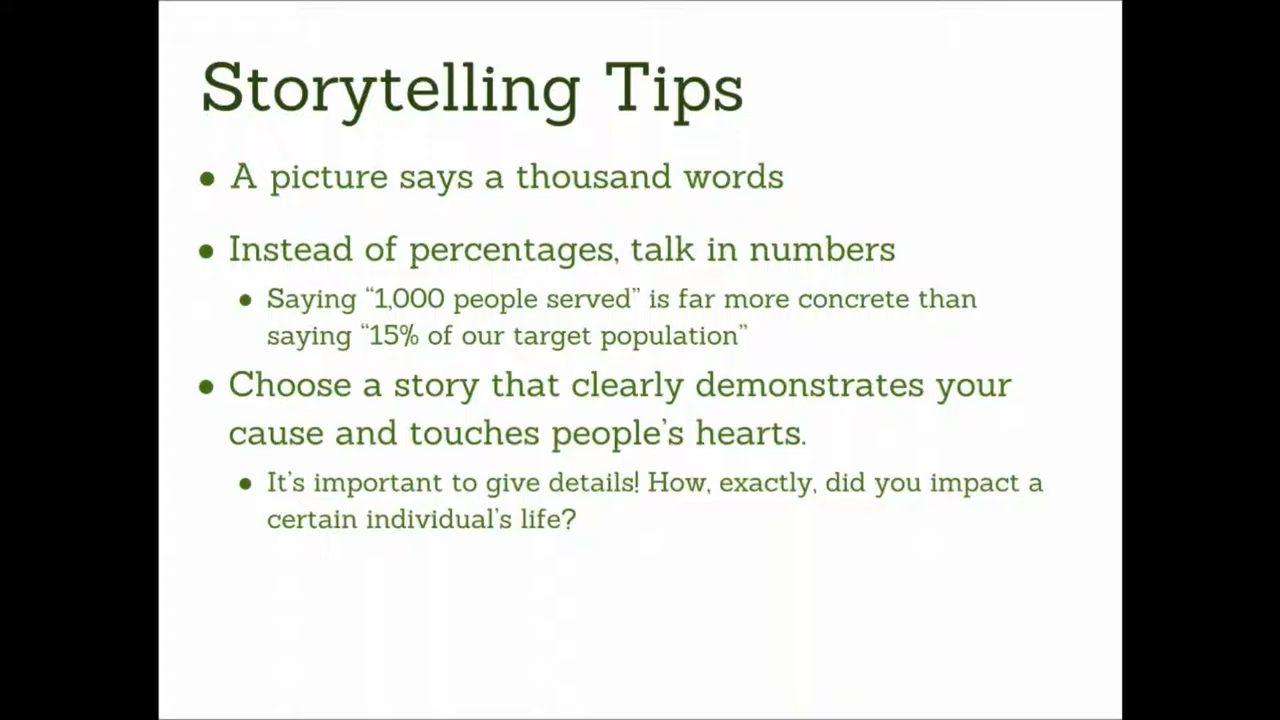 Storytelling Tips
• A picture says a thousand words
• Instead of percentages, talk in numbers
• Saying “1,000 people served” is far more concrete than
saying “15% of our target population”
• Choose a story that clearly demonstrates your
cause and touches people’s hearts.
• It’s important to give details! How, exactly, did you impact a
certain individual’s life?